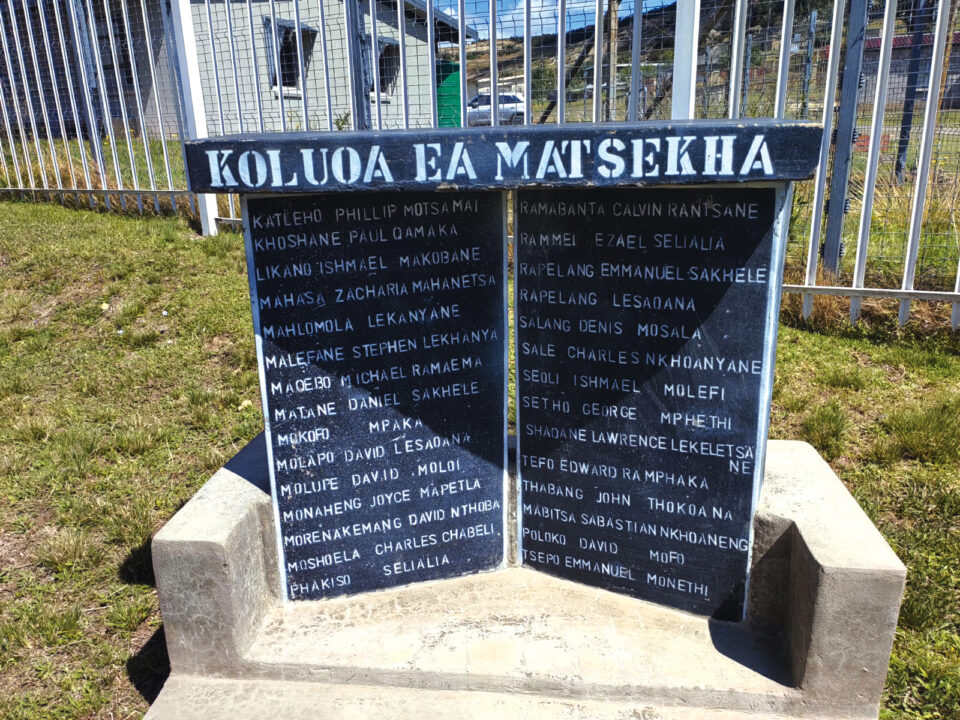 KOLUOA EA MATSEKHA
KATLEHO PHILLIP MOTSAMAI
KHOSHANE PAUL QAMAKA
LIKANO ISHMAEL MAKOBANE
MAHASA ZACHARIA MAHANETSA
MAHLOMOLA LEKANYANE
MALEFANE STEPHEN LEKHANYA
MAQEBO MICHAEL RAMAEMA
MATANE DANIEL SAKHELE
MOKOFO MPAKA
MOLAPO DAVID LESAOANA
MOLUPE DAVID MOLOI
MONAHENG JOYCE MAPETLA
MORENAKEMANG DAVID NTHOBA
MOSHOELA CHARLES CHABELI
PHAKISO SELIALIA
RAMABANTA CALVIN RANTSANE
RAMMEI EZAEL SELIALIA
RAPELANG EMMANUEL SAKHELE
RAPELANG LESAOANA
SALANG DENIS MOSALA
SALE CHARLES NKHOANYANE
SEOLI ISHMAEL MOLEFI
SETHO GEORGE MPHETHI
SHAOANE LAWRENCE LEKELETSA
NE
TEFO EDWARD RAMPHAKA
THABANG JOHN THOKOANA
MABITSA SABASTIAN NKHOANENG
POLOKO DAVID MOFO
TSEPO EMMANUEL MONETHI